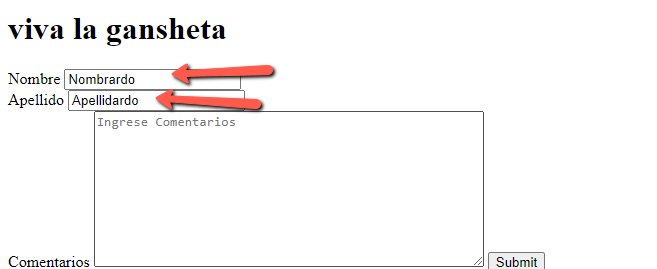 viva la gansheta
Nombre Nombrardo
Apellido Apellidardo
Ingrese Comentarios
Comentarios Submit